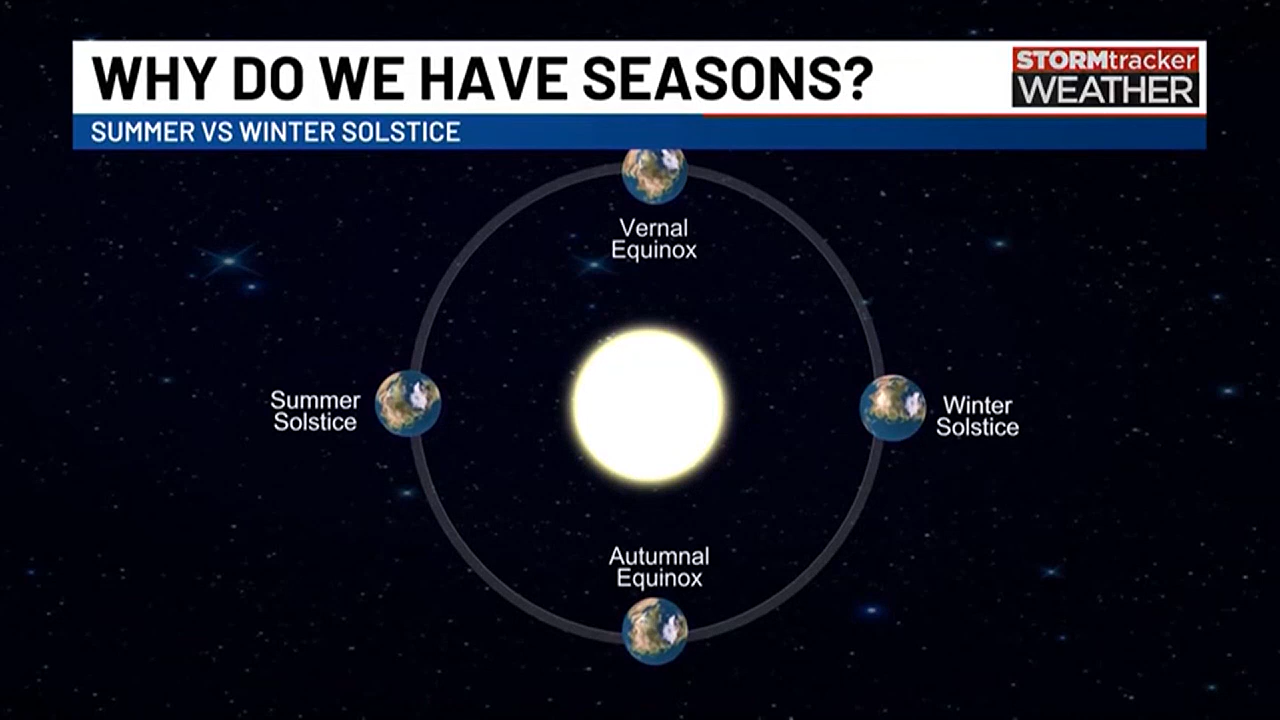 WHY DO WE HAVE SEASONS?
STORMtracker
WEATHER
SUMMER VS WINTER SOLSTICE
Vernal
Equinox
Summer
Solstice
Winter
Solstice
Autumnal
Equinox